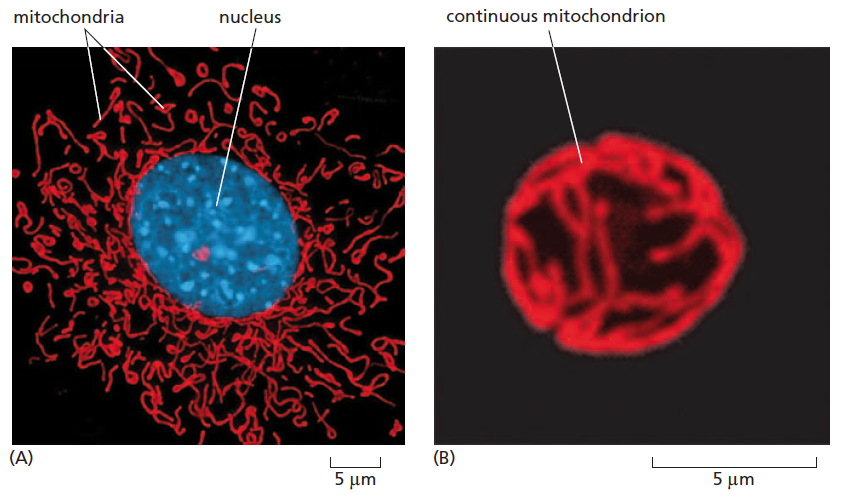 mitochondria
nucleus
continuous mitochondrion
(A)
5 μm
(B)
5 μm